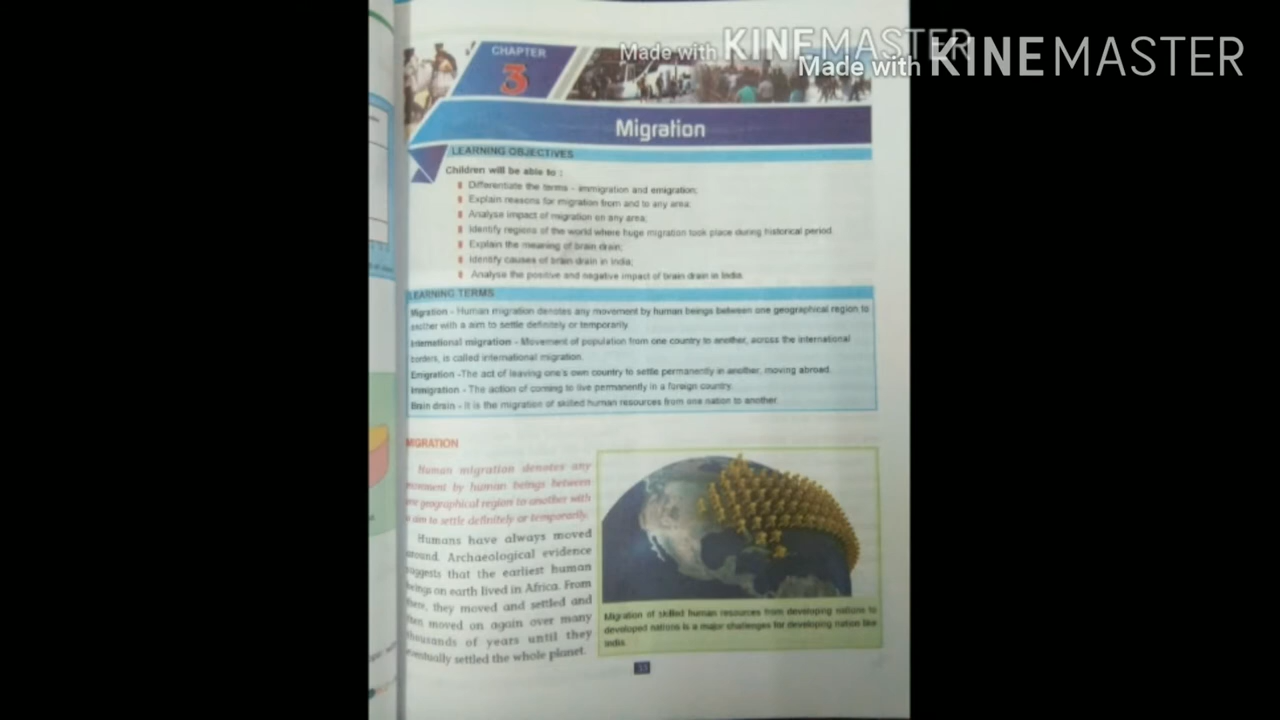 Made with KINEMASTER
Made with KINEMASTER
CHAPTER
3
Migration
LEARNING OBJECTIVES
Children will be able to :
Differentiate the terms - immigration and emigration;
Explain reasons for migration from and to any area;
Analyse impact of migration on any area;
Identify regions of the world where huge migration took place during historical period.
Explain the meaning of brain drain;
Identify causes of brain drain in India;
Analyse the positive and negative impact of brain drain in India.
LEARNING TERMS
Migration - Human migration denotes any movement by human beings between one geographical region to
another with a aim to settle definitely or temporarily.
International migration - Movement of population from one country to another, across the international
borders, is called international migration.
Emigration -The act of leaving one's own country to settle permanently in another, moving abroad.
Immigration - The action of coming to live permanently in a foreign country.
Brain drain - It is the migration of skilled human resources from one nation to another.
MIGRATION
Human migration denotes any
movement by human beings between
one geographical region to another with
a aim to settle definitely or temporarily.
Humans have always moved
around. Archaeological evidence
suggests that the earliest human
beings on earth lived in Africa. From
there, they moved and settled and
then moved on again over many
thousands of years until they
eventually settled the whole planet.
Migration of skilled human resources from developing nations to
developed nations is a major challenges for developing nation like
India.